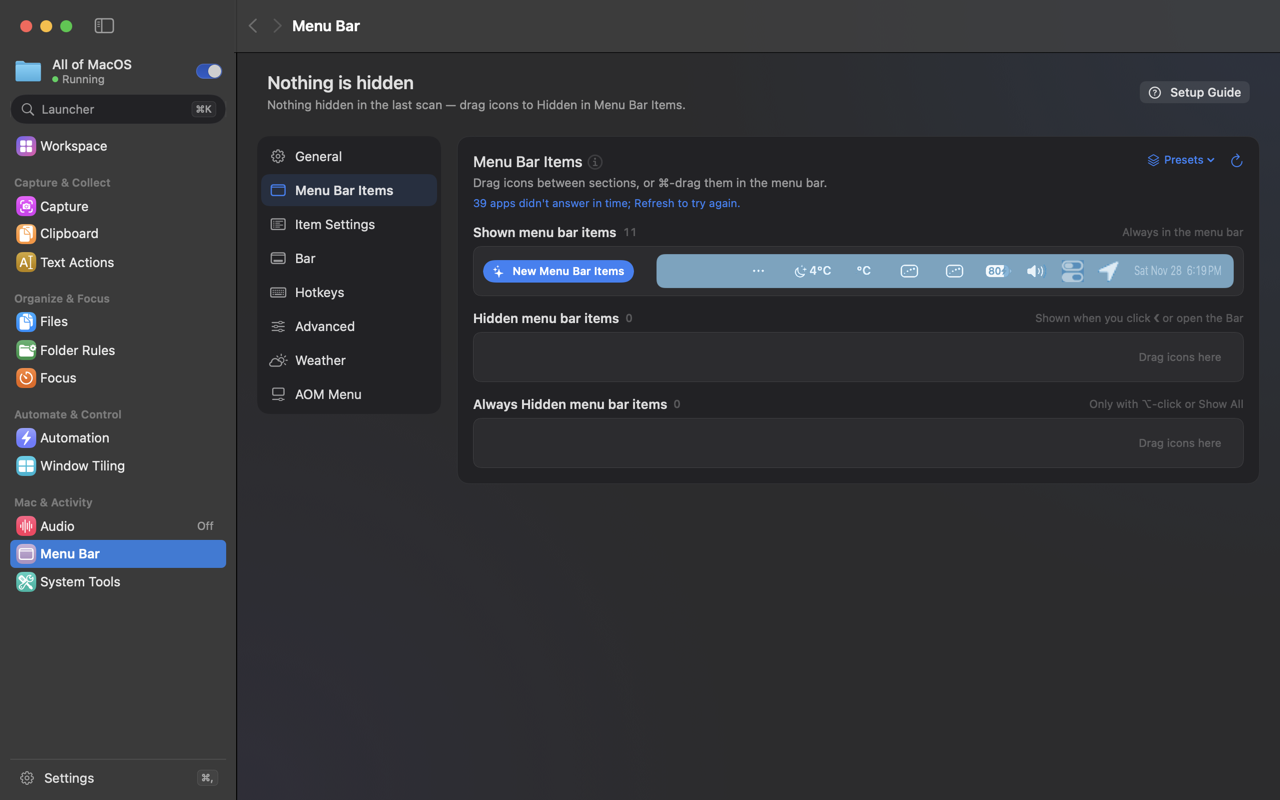 Menu Bar
All of MacOS
Running
Launcher ⌘K
Workspace
Capture & Collect
Capture
Clipboard
Text Actions
Organize & Focus
Files
Folder Rules
Focus
Automate & Control
Automation
Window Tiling
Mac & Activity
Audio Off
Menu Bar
System Tools
Settings ⌘,
Nothing is hidden
Nothing hidden in the last scan — drag icons to Hidden in Menu Bar Items.
Setup Guide
General
Menu Bar Items
Item Settings
Bar
Hotkeys
Advanced
Weather
AOM Menu
Menu Bar Items
Presets
Drag icons between sections, or ⌘-drag them in the menu bar.
39 apps didn't answer in time; Refresh to try again.
Shown menu bar items 11 Always in the menu bar
New Menu Bar Items ··· 4°C °C 80 Sat Nov 28 6:19 PM
Hidden menu bar items 0 Shown when you click ❮ or open the Bar
Drag icons here
Always Hidden menu bar items 0 Only with ⌥-click or Show All
Drag icons here